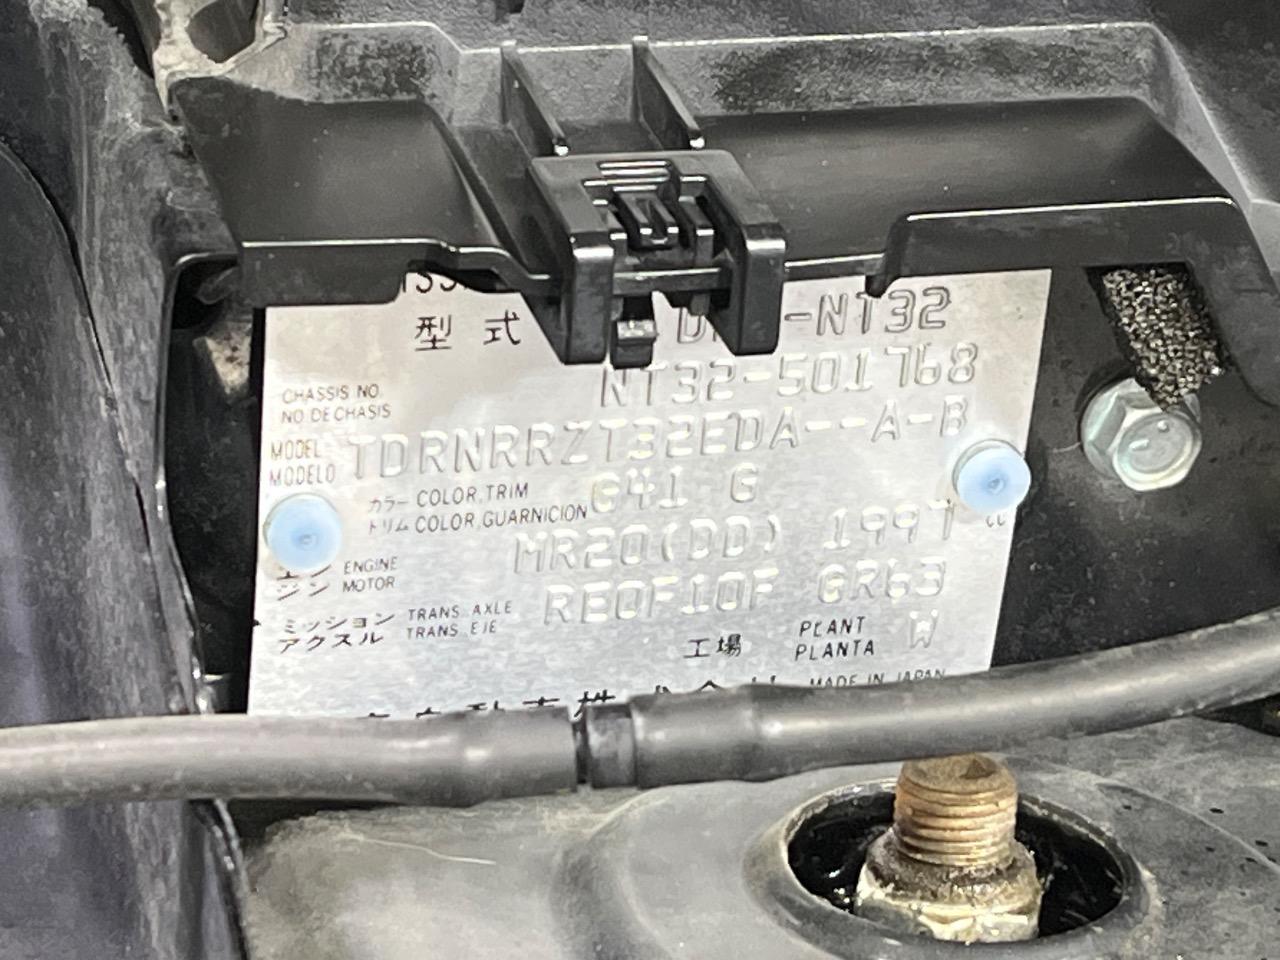 型式 -NT32
CHASSIS NO.
NO DE CHASIS NT32-501768
MODEL
MODELO TDRNRRZT32EDA--A-B
カラー COLOR,TRIM G41 G
トリム COLOR,GUARNICION
ENGINE
MOTOR MR20(DD) 1997 cc
ミッション TRANS AXLE
アクスル TRANS EJE RE0F10F GR63
工場 PLANT
PLANTA W
MADE IN JAPAN